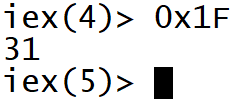 iex(4)> 0x1F
31
iex(5)>